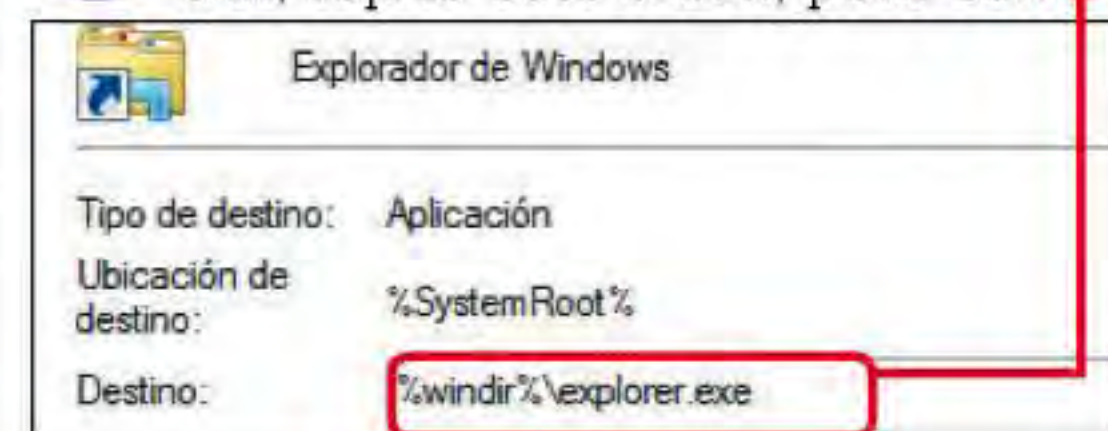 Explorador de Windows
Tipo de destino: Aplicación
Ubicación de destino: %SystemRoot%
Destino: %windir%\explorer.exe